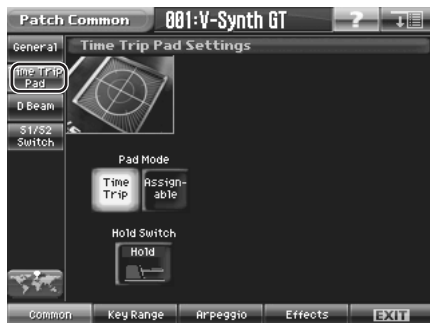 Patch Common 001:V-Synth GT ?
General Time Trip Pad Settings
Time Trip
Pad
D Beam
S1/S2
Switch
Pad Mode
Time
Trip
Assign-
able
Hold Switch
Hold
Common Key Range Arpeggio Effects EXIT